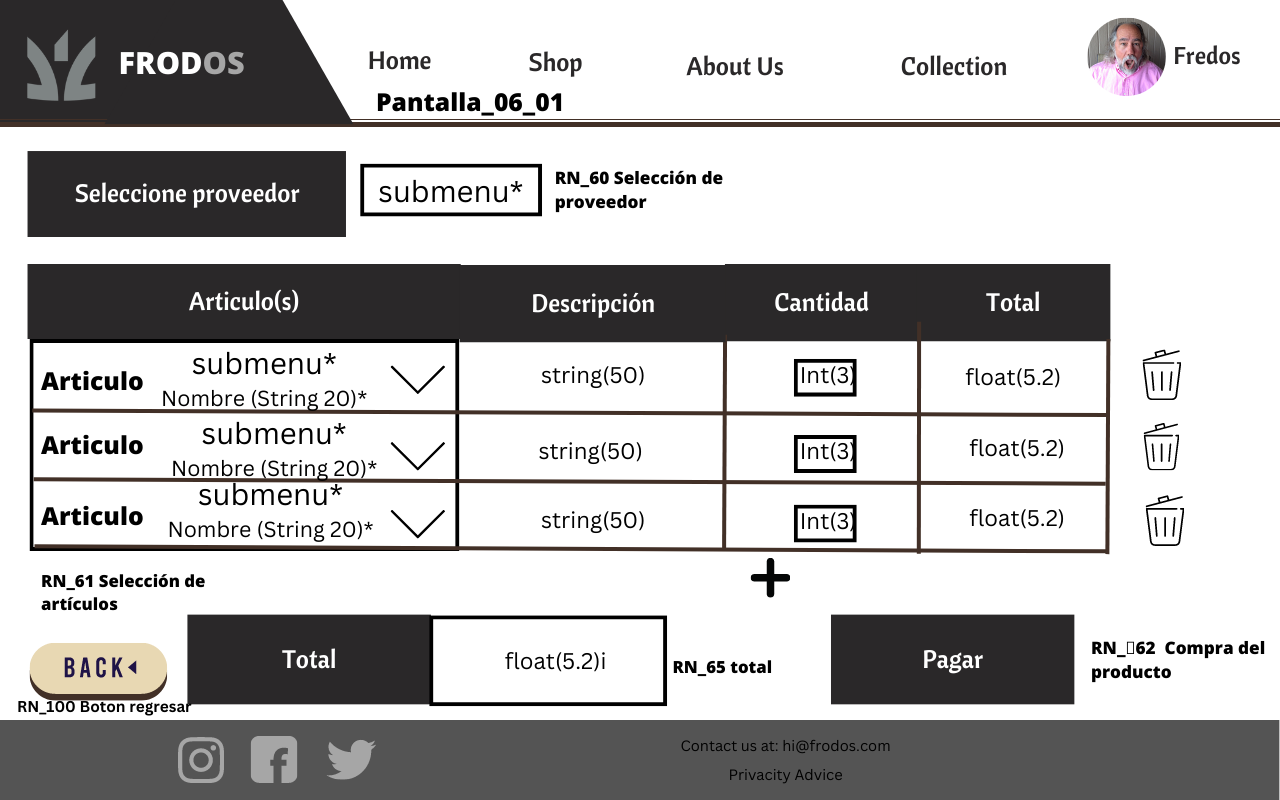 FRODOS
Home
Shop
About Us
Collection
Fredos
Pantalla_06_01
Seleccione proveedor
submenu*
RN_60 Selección de
proveedor
Articulo(s)
Descripción
Cantidad
Total
Articulo
submenu*
Nombre (String 20)*
string(50)
Int(3)
float(5.2)
Articulo
submenu*
Nombre (String 20)*
string(50)
Int(3)
float(5.2)
Articulo
submenu*
Nombre (String 20)*
string(50)
Int(3)
float(5.2)
RN_61 Selección de
artículos
+
BACK
RN_100 Boton regresar
Total
float(5.2)i
RN_65 total
Pagar
RN_▯62 Compra del
producto
Contact us at: hi@frodos.com
Privacity Advice